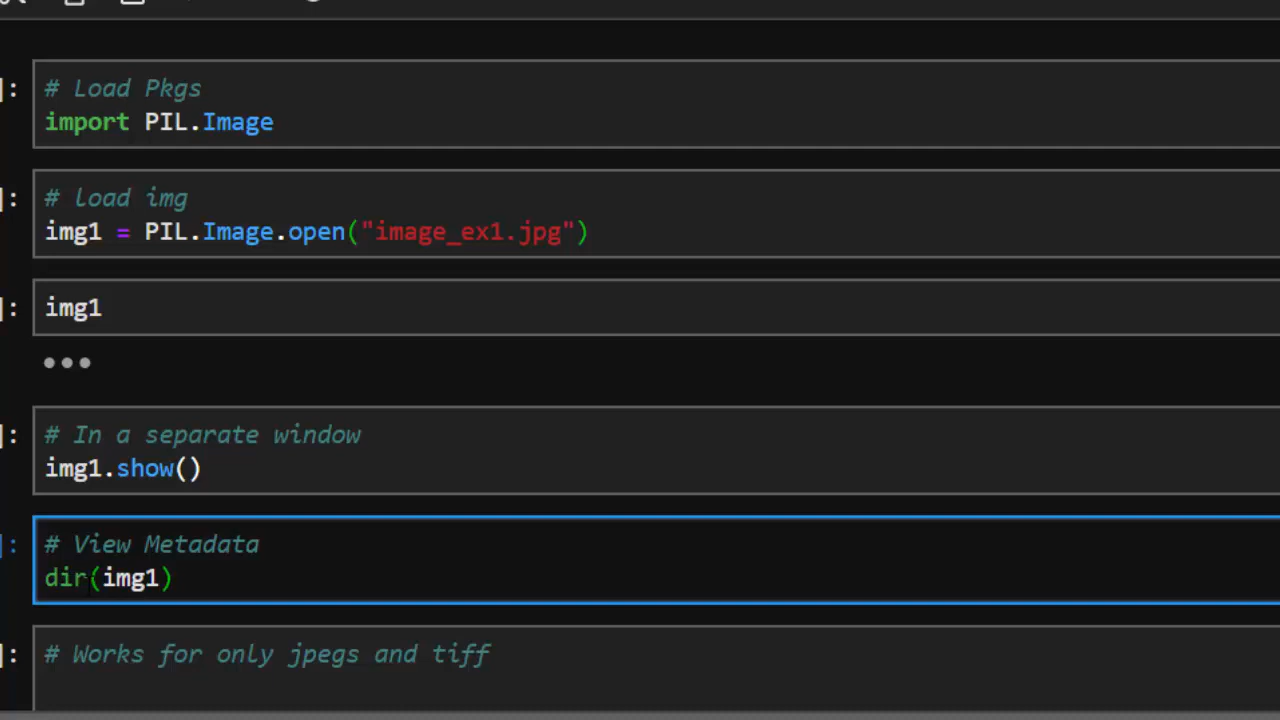 ]:
# Load Pkgs
import PIL.Image
]:
# Load img
img1 = PIL.Image.open("image_ex1.jpg")
]:
img1
•••
]:
# In a separate window
img1.show()
]:
# View Metadata
dir(img1)
]:
# Works for only jpegs and tiff